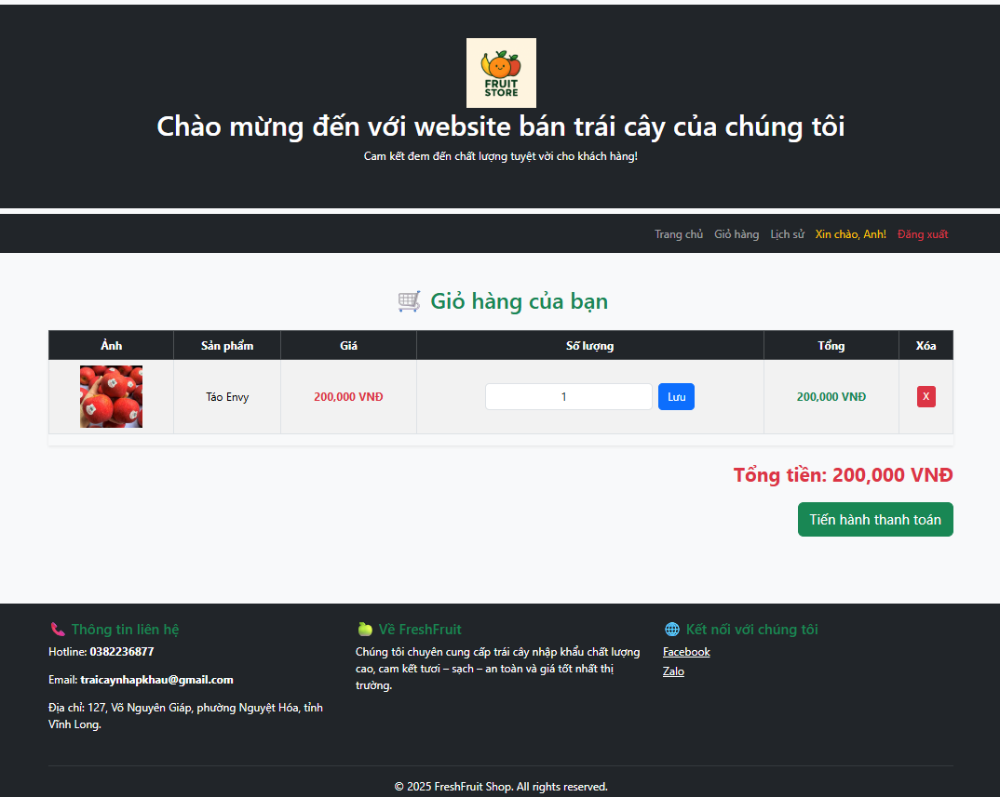 FRUIT
STORE
Chào mừng đến với website bán trái cây của chúng tôi
Cam kết đem đến chất lượng tuyệt vời cho khách hàng!
Trang chủ Giỏ hàng Lịch sử Xin chào, Anh! Đăng xuất
Giỏ hàng của bạn
Ảnh Sản phẩm Giá Số lượng Tổng Xóa
Táo Envy 200,000 VNĐ 1 Lưu 200,000 VNĐ X
Tổng tiền: 200,000 VNĐ
Tiến hành thanh toán
Thông tin liên hệ
Hotline: 0382236877
Email: traicaynhapkhau@gmail.com
Địa chỉ: 127, Võ Nguyên Giáp, phường Nguyệt Hóa, tỉnh
Vĩnh Long.
Về FreshFruit
Chúng tôi chuyên cung cấp trái cây nhập khẩu chất lượng
cao, cam kết tươi – sạch – an toàn và giá tốt nhất thị
trường.
Kết nối với chúng tôi
Facebook
Zalo
© 2025 FreshFruit Shop. All rights reserved.